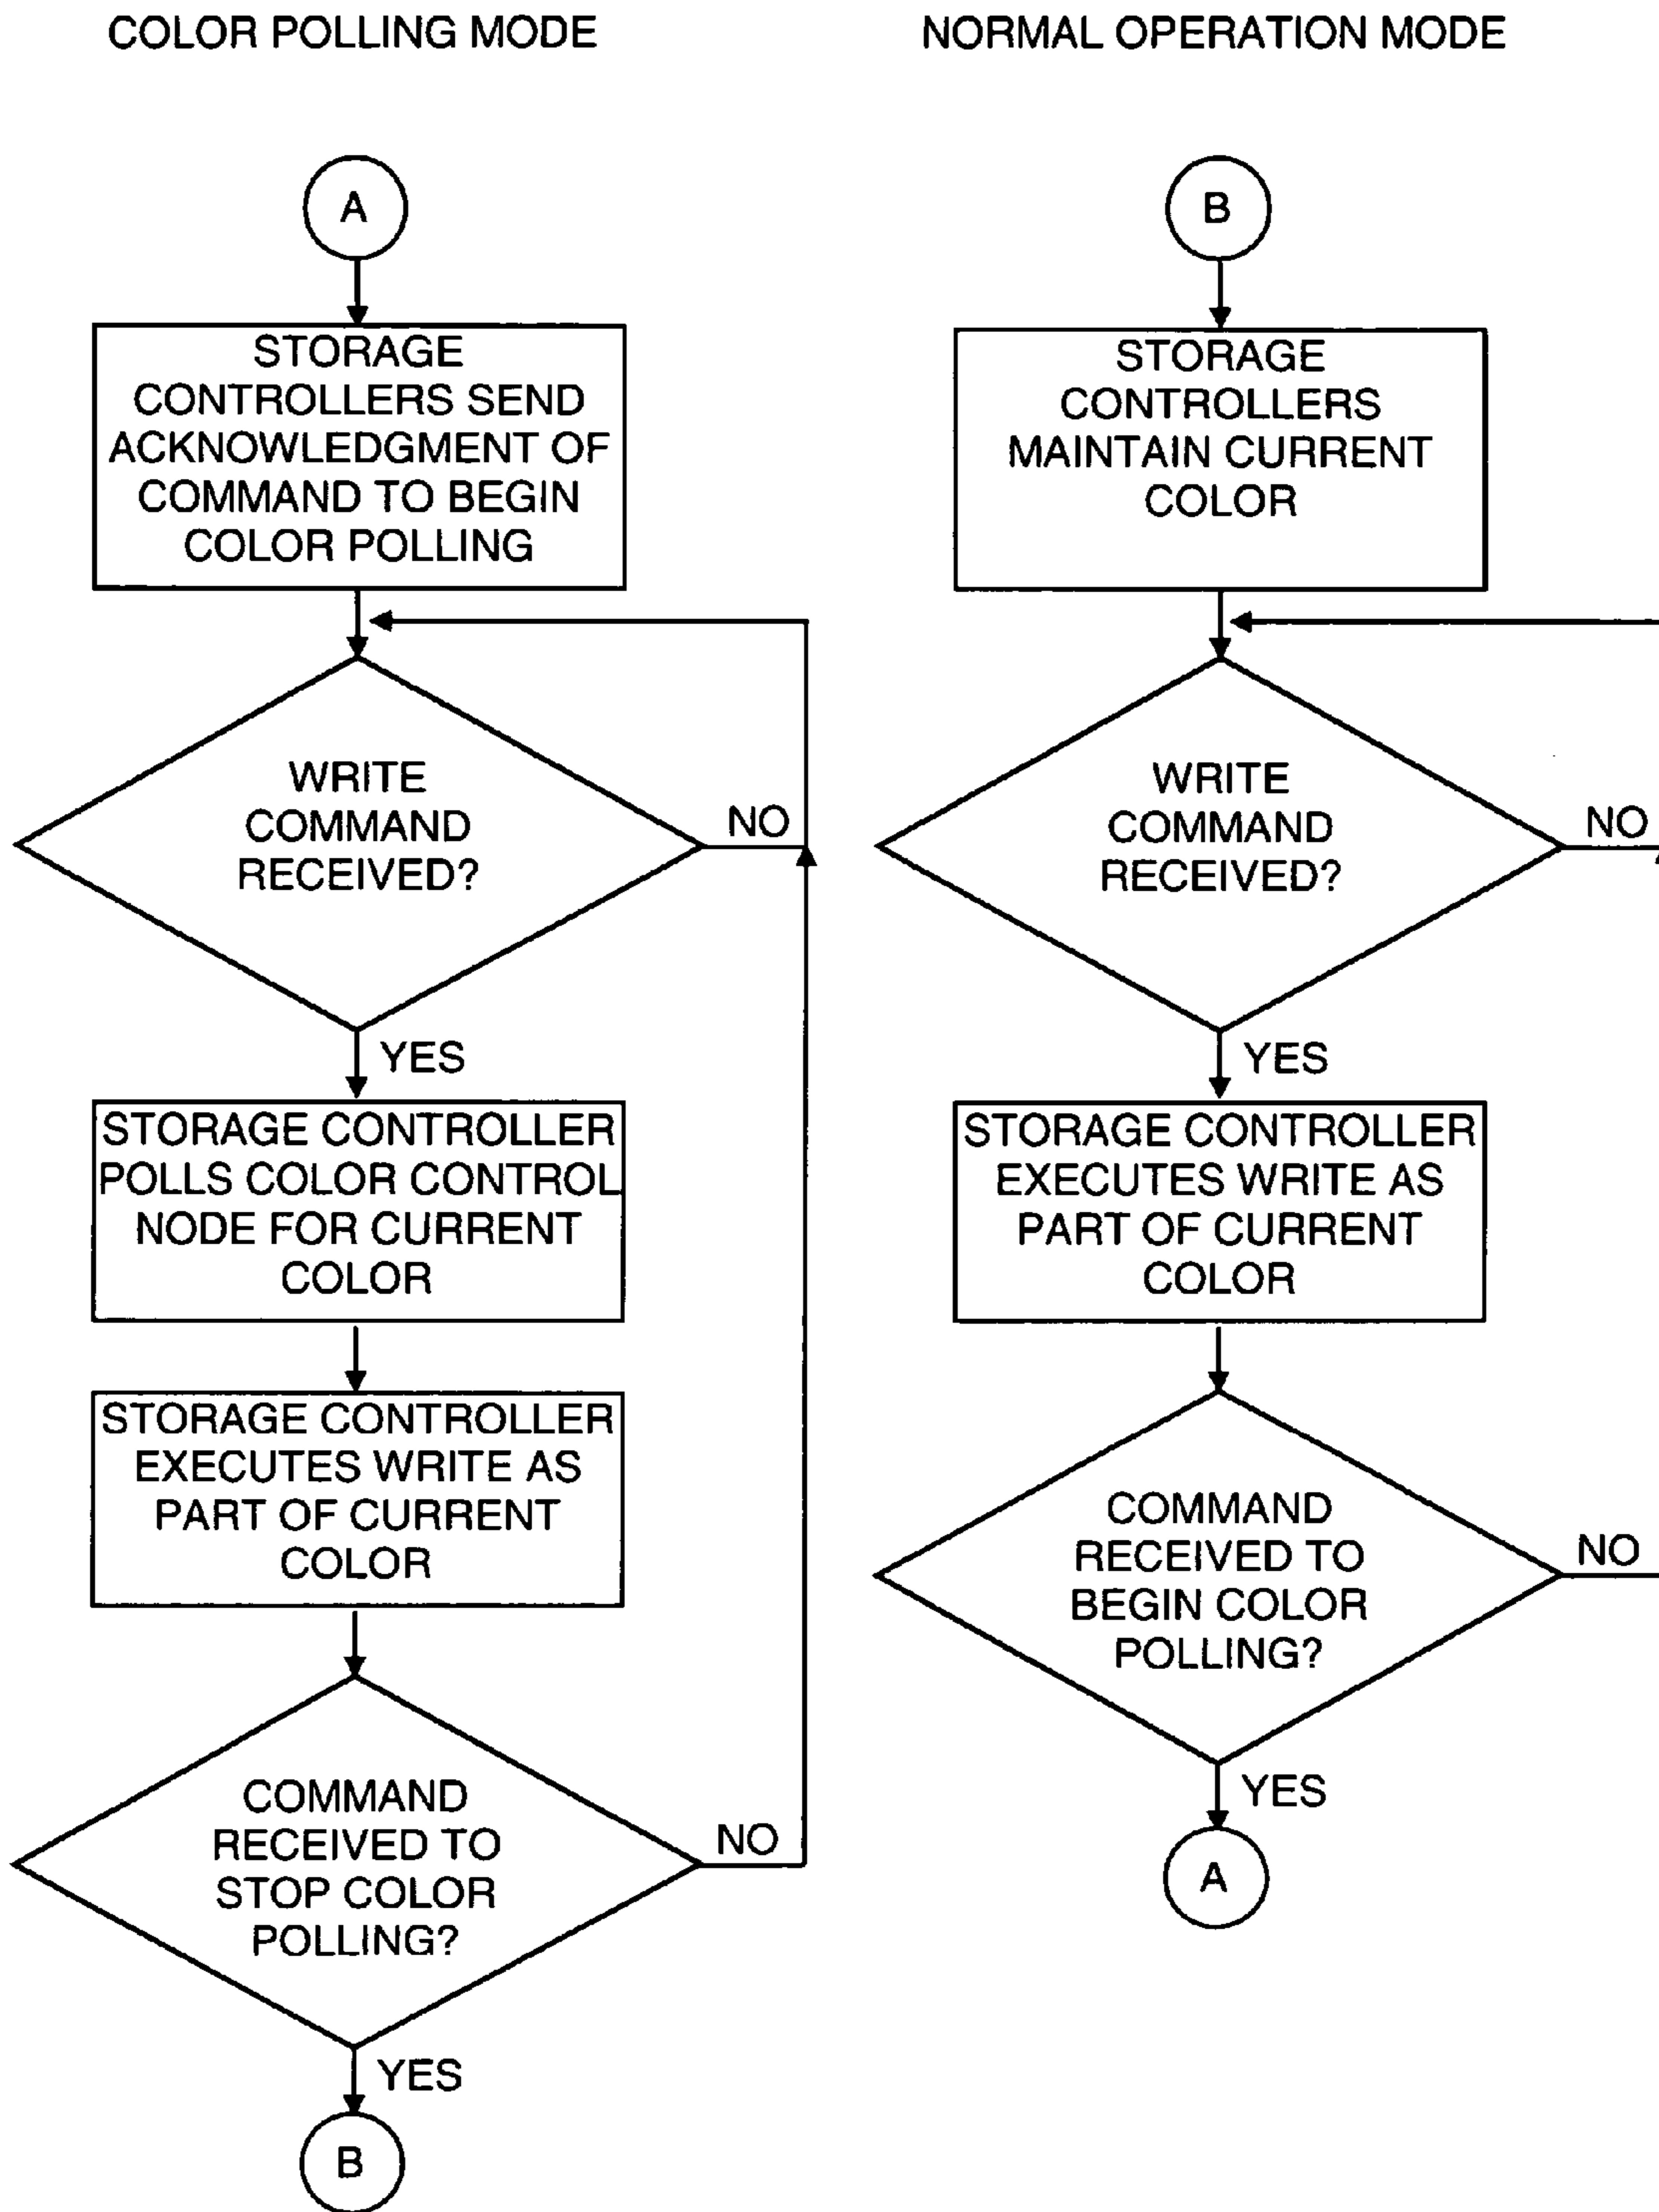 COLOR POLLING MODE
A
STORAGE
CONTROLLERS SEND
ACKNOWLEDGMENT OF
COMMAND TO BEGIN
COLOR POLLING
WRITE
COMMAND
RECEIVED?
NO
YES
STORAGE CONTROLLER
POLLS COLOR CONTROL
NODE FOR CURRENT
COLOR
STORAGE CONTROLLER
EXECUTES WRITE AS
PART OF CURRENT
COLOR
COMMAND
RECEIVED TO
STOP COLOR
POLLING?
NO
YES
B
NORMAL OPERATION MODE
B
STORAGE
CONTROLLERS
MAINTAIN CURRENT
COLOR
WRITE
COMMAND
RECEIVED?
NO
YES
STORAGE CONTROLLER
EXECUTES WRITE AS
PART OF CURRENT
COLOR
COMMAND
RECEIVED TO
BEGIN COLOR
POLLING?
NO
YES
A